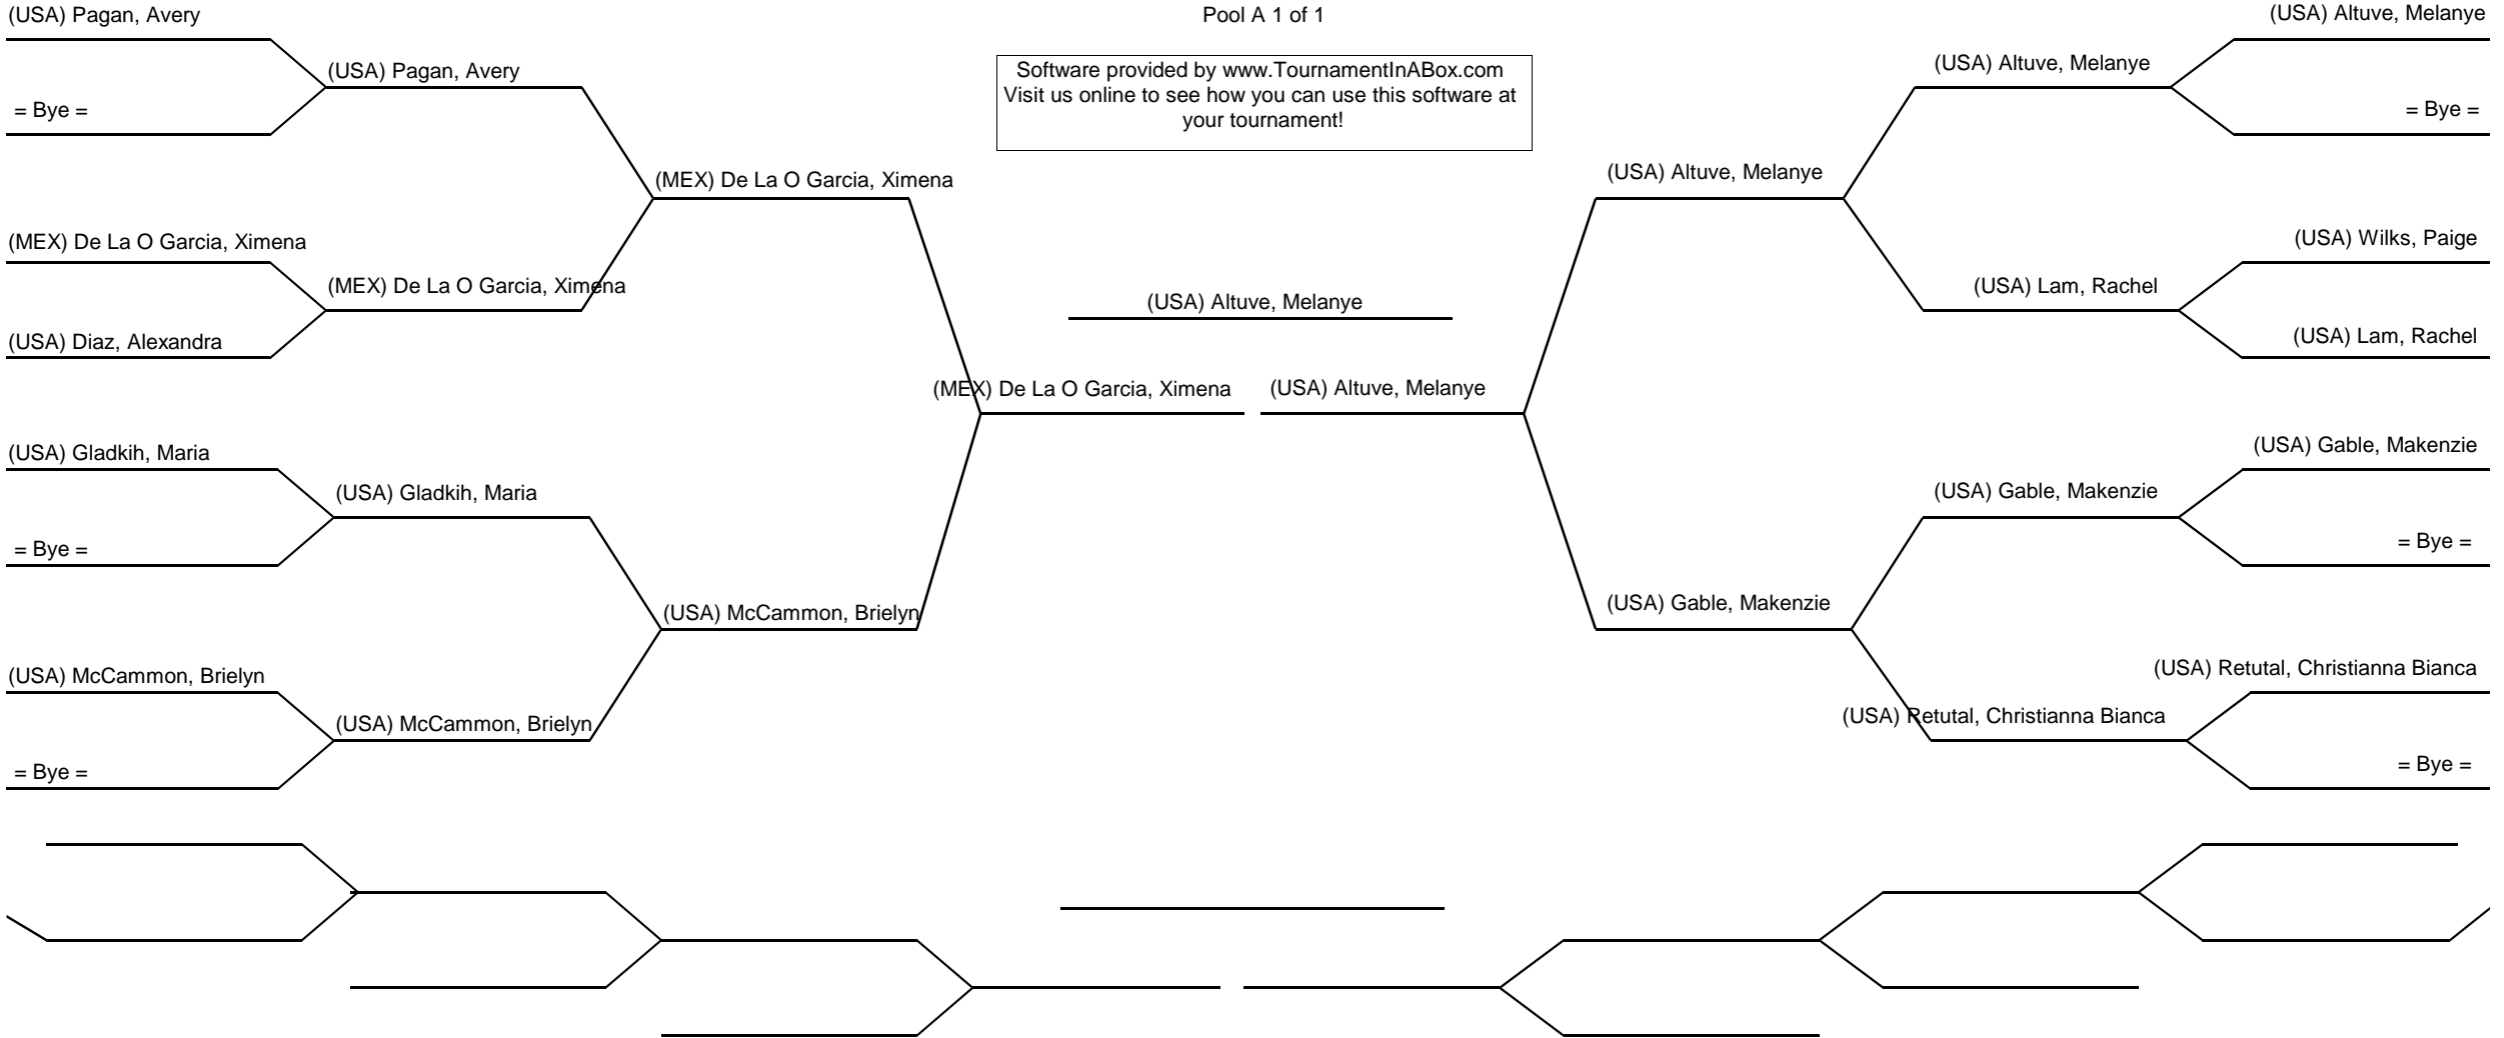 (USA) Pagan, Avery
Pool A 1 of 1
(USA) Altuve, Melanye
(USA) Pagan, Avery
Software provided by www.TournamentInABox.com
Visit us online to see how you can use this software at
your tournament!
(USA) Altuve, Melanye
= Bye =
= Bye =
(MEX) De La O Garcia, Ximena
(USA) Altuve, Melanye
(MEX) De La O Garcia, Ximena
(USA) Wilks, Paige
(MEX) De La O Garcia, Ximena
(USA) Altuve, Melanye
(USA) Lam, Rachel
(USA) Diaz, Alexandra
(USA) Lam, Rachel
(MEX) De La O Garcia, Ximena
(USA) Altuve, Melanye
(USA) Gladkih, Maria
(USA) Gable, Makenzie
(USA) Gladkih, Maria
(USA) Gable, Makenzie
= Bye =
= Bye =
(USA) McCammon, Brielyn
(USA) Gable, Makenzie
(USA) McCammon, Brielyn
(USA) Retutal, Christianna Bianca
(USA) McCammon, Brielyn
(USA) Retutal, Christianna Bianca
= Bye =
= Bye =